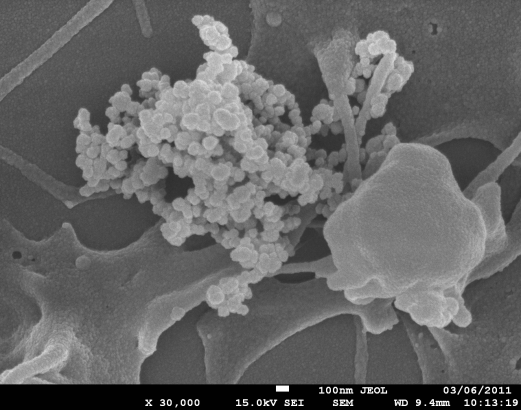 100nm JEOL 03/06/2011
X 30,000 15.0kV SEI SEM WD 9.4mm 10:13:19